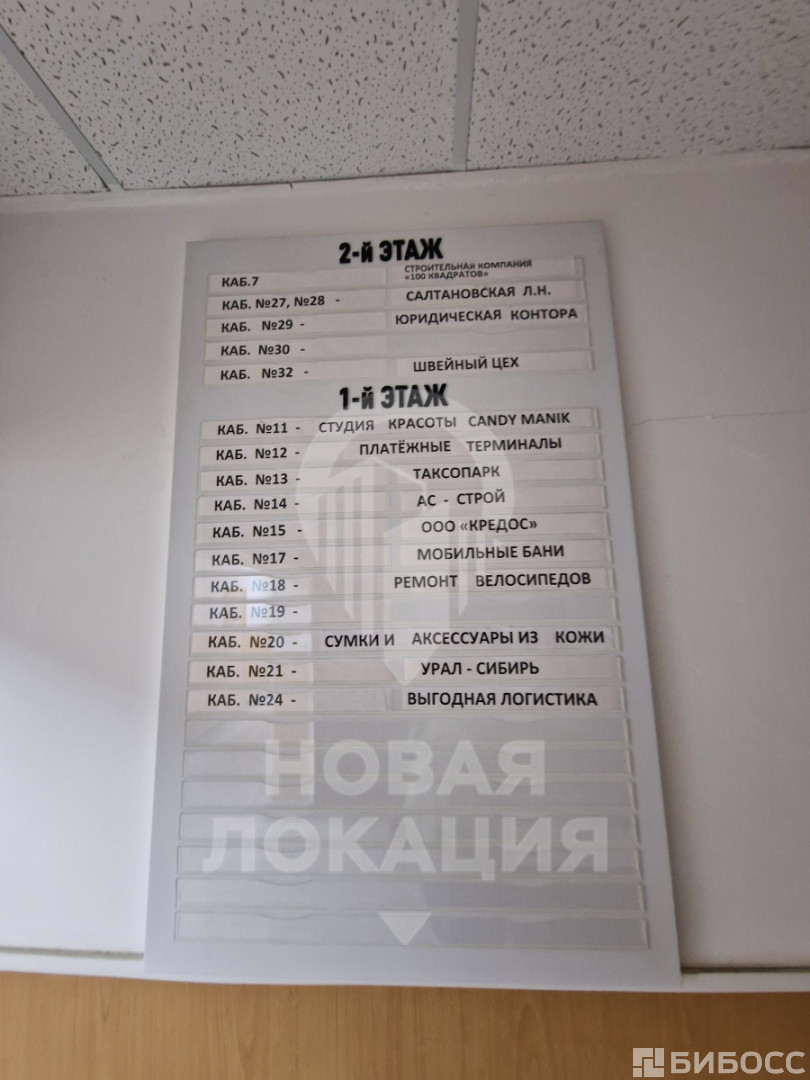 2-й ЭТАЖ
КАБ.7 СТРОИТЕЛЬНАЯ КОМПАНИЯ
«100 КВАДРАТОВ»
КАБ. №27, №28 - САЛТАНОВСКАЯ Л.Н.
КАБ. №29 - ЮРИДИЧЕСКАЯ КОНТОРА
КАБ. №30 -
КАБ. №32 - ШВЕЙНЫЙ ЦЕХ
1-й ЭТАЖ
КАБ. №11 - СТУДИЯ КРАСОТЫ CANDY MANIK
КАБ. №12 - ПЛАТЁЖНЫЕ ТЕРМИНАЛЫ
КАБ. №13 - ТАКСОПАРК
КАБ. №14 - АС - СТРОЙ
КАБ. №15 - ООО «КРЕДОС»
КАБ. №17 - МОБИЛЬНЫЕ БАНИ
КАБ. №18 - РЕМОНТ ВЕЛОСИПЕДОВ
КАБ. №19 -
КАБ. №20 - СУМКИ И АКСЕССУАРЫ ИЗ КОЖИ
КАБ. №21 - УРАЛ - СИБИРЬ
КАБ. №24 - ВЫГОДНАЯ ЛОГИСТИКА
НОВАЯ
ЛОКАЦИЯ
БИБОСС